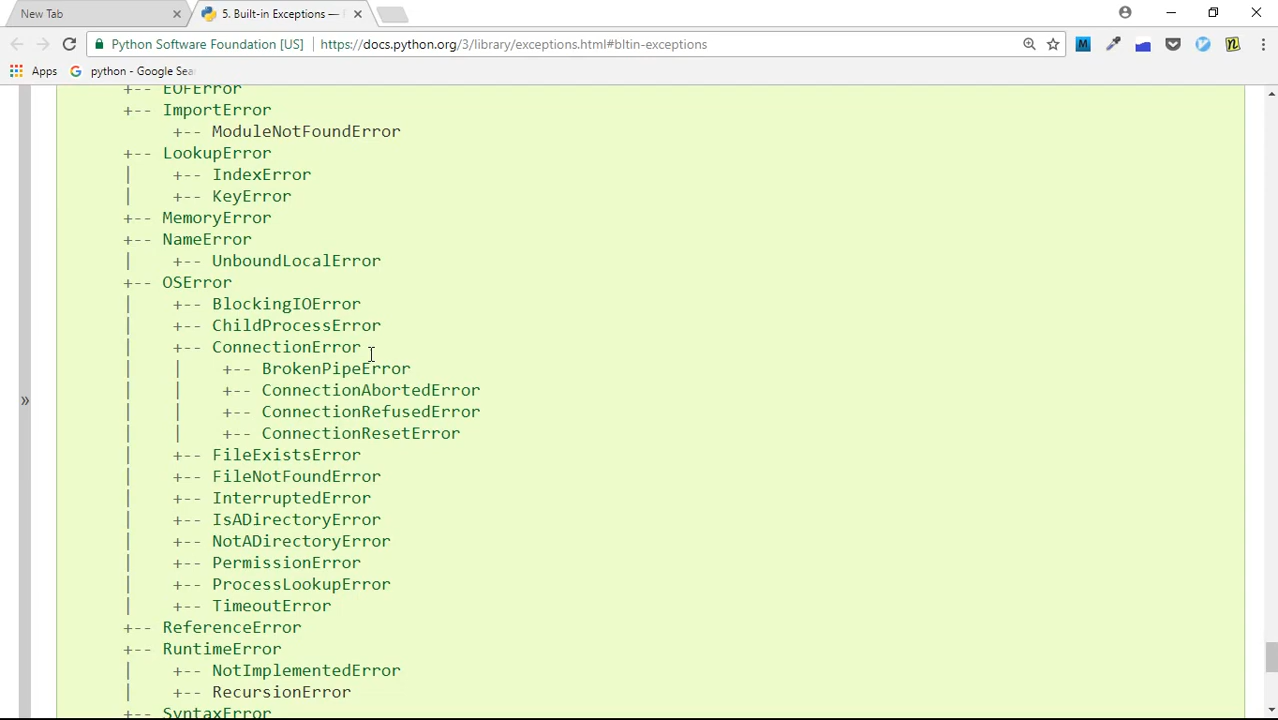 New Tab
5. Built-in Exceptions — 
Python Software Foundation [US]
https://docs.python.org/3/library/exceptions.html#bltin-exceptions
Apps
python - Google Sea
+-- EOFError
+-- ImportError
+-- ModuleNotFoundError
+-- LookupError
| +-- IndexError
| +-- KeyError
+-- MemoryError
+-- NameError
| +-- UnboundLocalError
+-- OSError
| +-- BlockingIOError
| +-- ChildProcessError
| +-- ConnectionError
| | +-- BrokenPipeError
| | +-- ConnectionAbortedError
| | +-- ConnectionRefusedError
| | +-- ConnectionResetError
| +-- FileExistsError
| +-- FileNotFoundError
| +-- InterruptedError
| +-- IsADirectoryError
| +-- NotADirectoryError
| +-- PermissionError
| +-- ProcessLookupError
| +-- TimeoutError
+-- ReferenceError
+-- RuntimeError
| +-- NotImplementedError
| +-- RecursionError
+-- SyntaxError
»